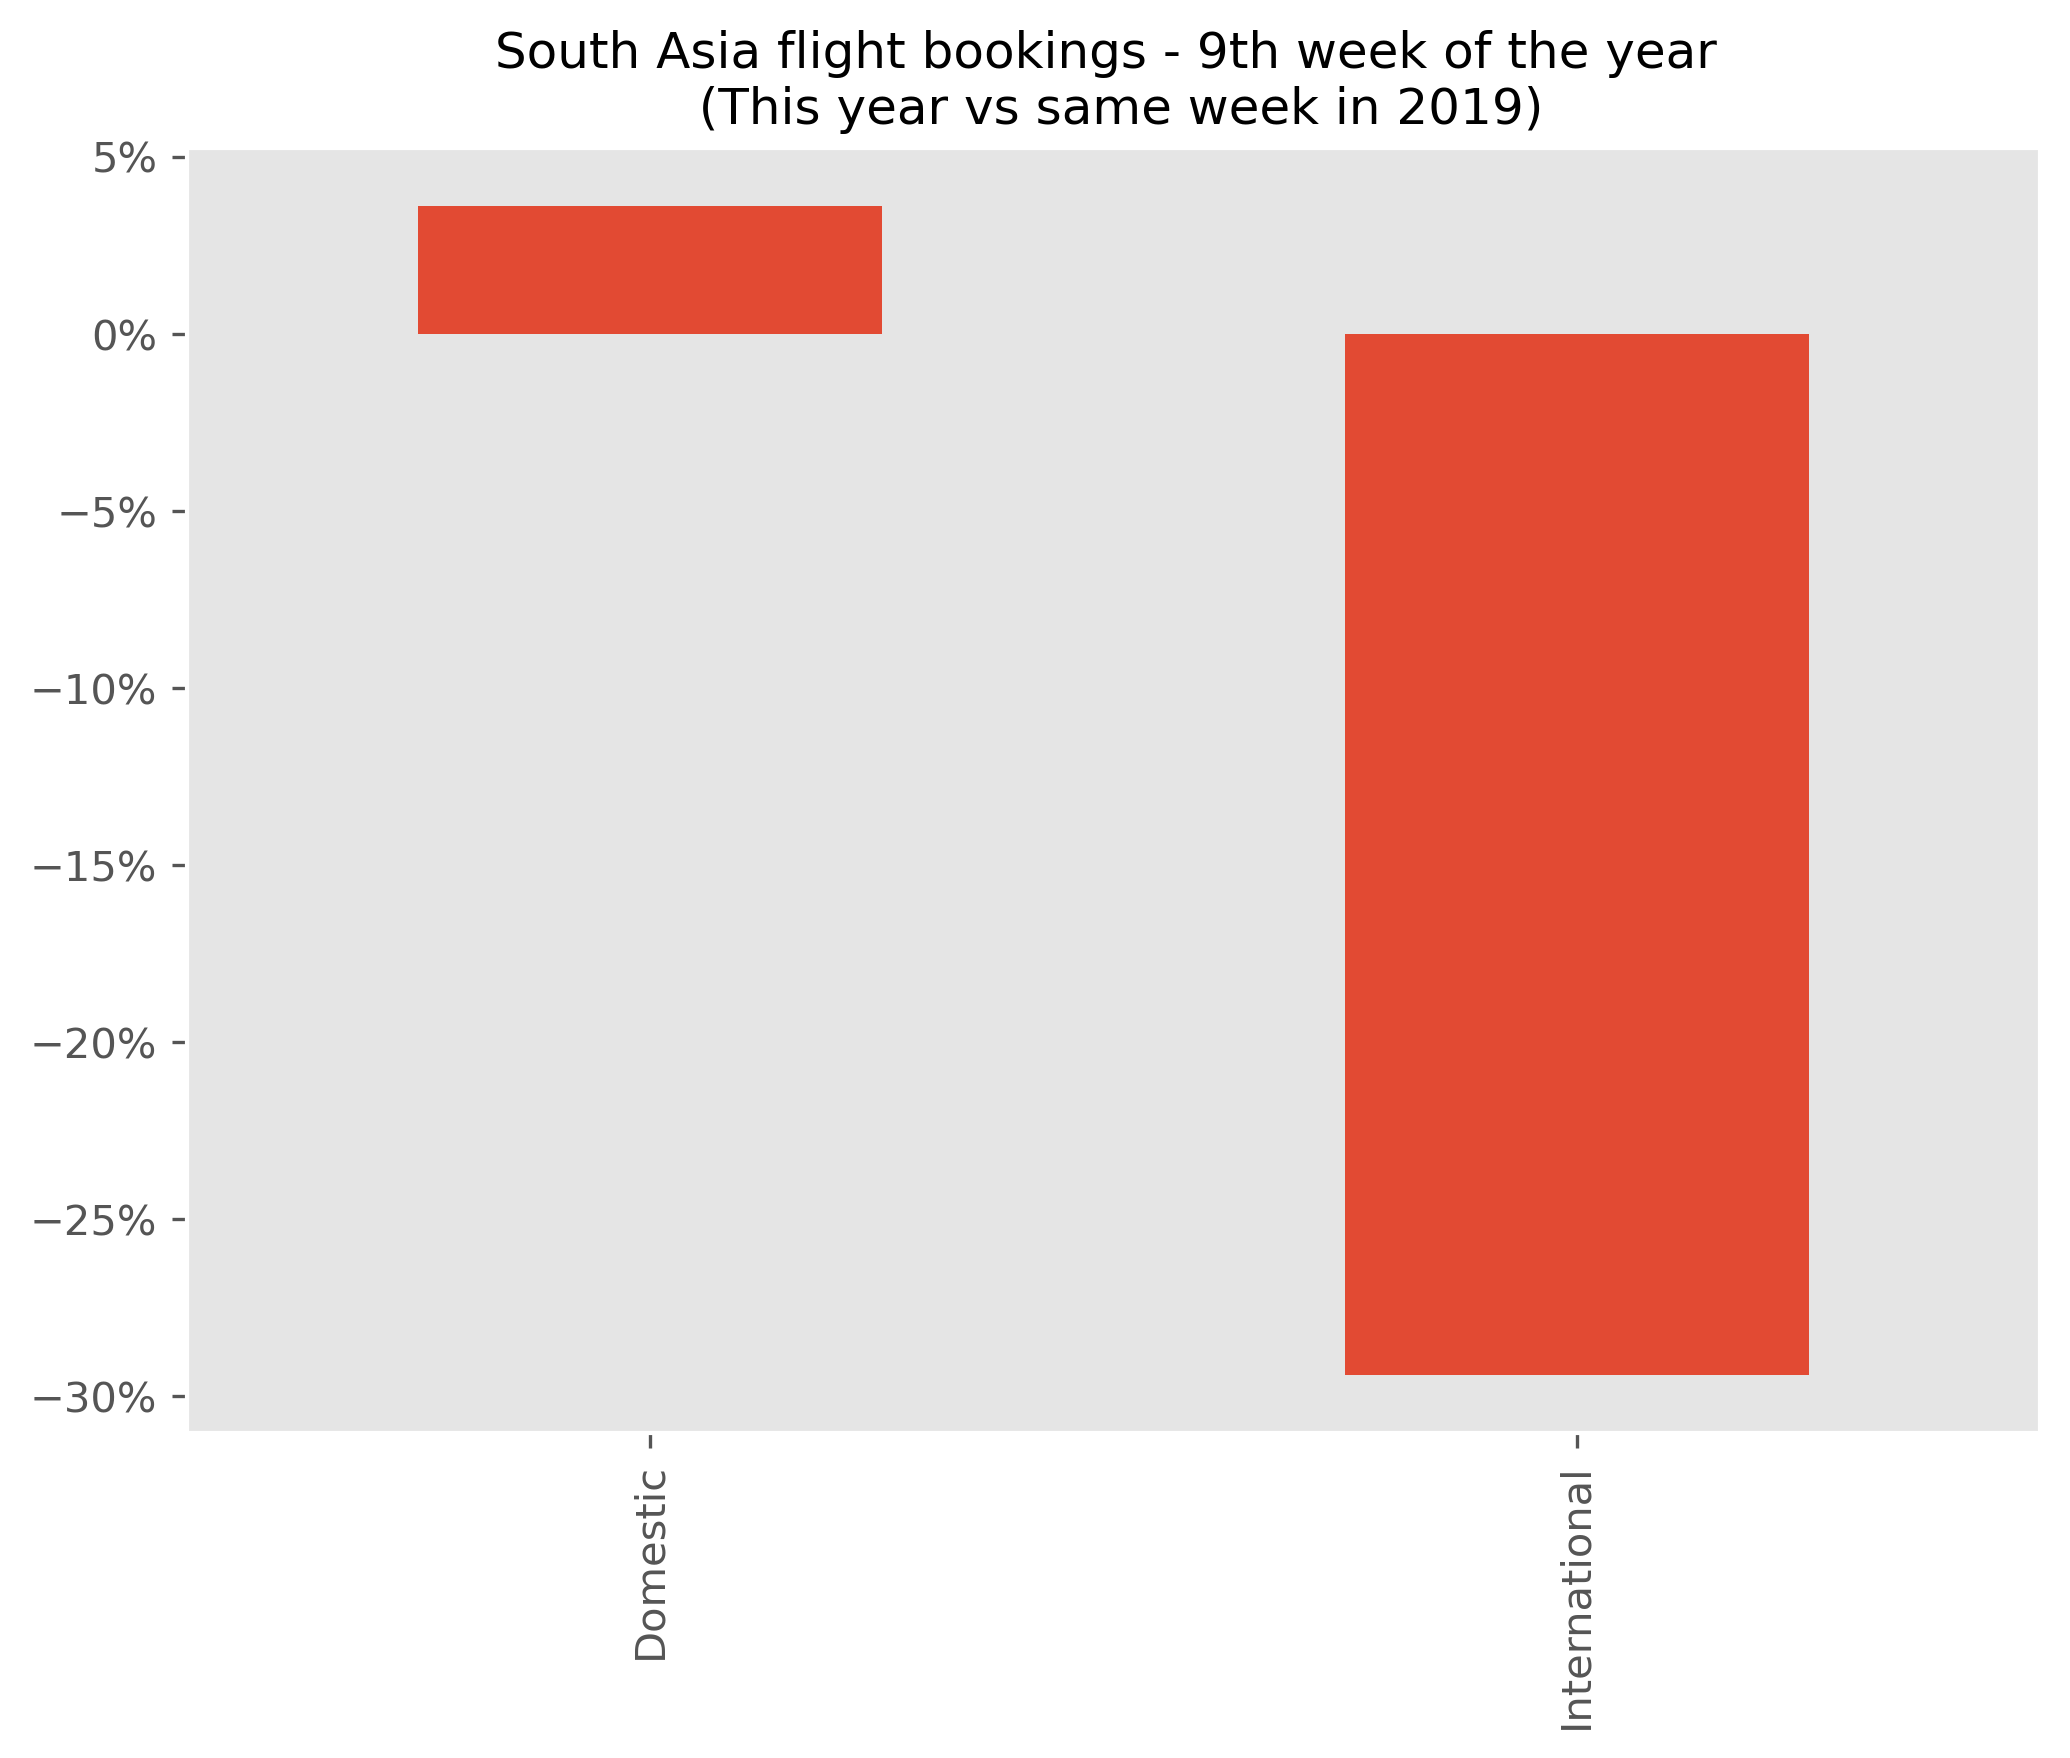 South Asia flight bookings - 9th week of the year
(This year vs same week in 2019)
5%
0%
−5%
−10%
−15%
−20%
−25%
−30%
Domestic
International